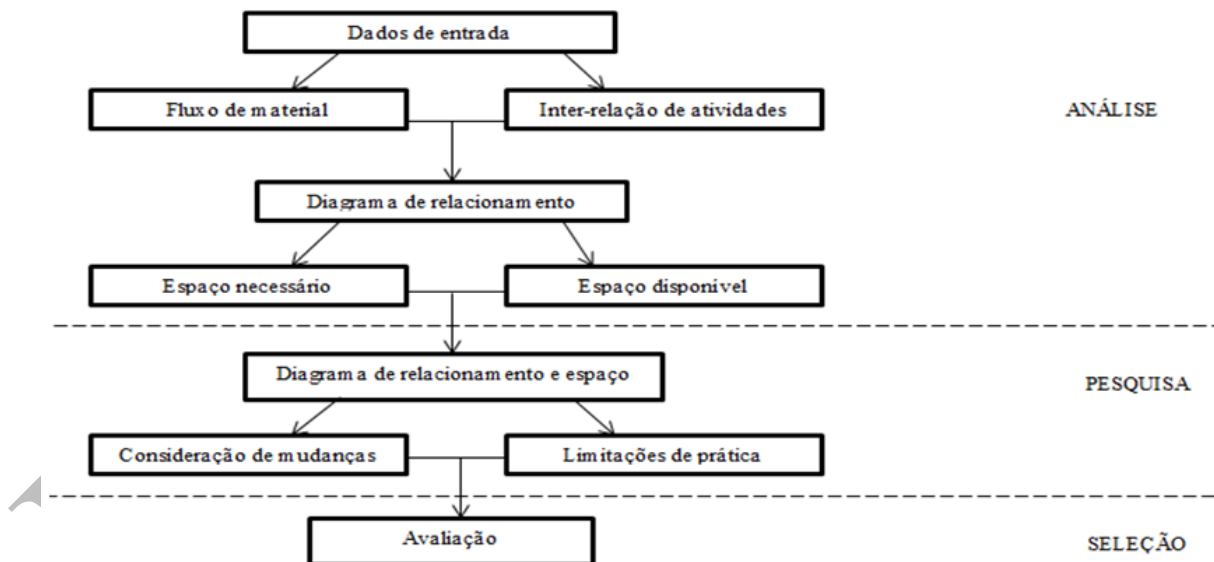 Dados de entrada
Fluxo de material
Inter-relação de atividades
ANÁLISE
Diagrama de relacionamento
Espaço necessário
Espaço disponível
Diagrama de relacionamento e espaço
PESQUISA
Consideração de mudanças
Limitações de prática
Avaliação
SELEÇÃO